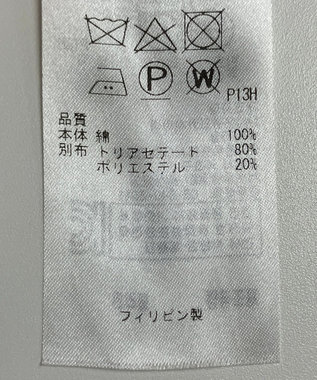 P W P13H
品質
本体 綿 100%
別布 トリアセテート 80%
ポリエステル 20%
フィリピン製